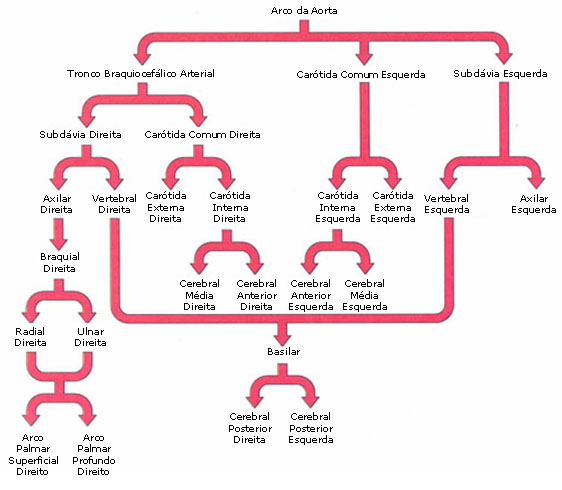 Arco da Aorta
Tronco Braquiocefálico Arterial
Carótida Comum Esquerda
Subdávia Esquerda
Subdávia Direita
Carótida Comum Direita
Axilar
Direita
Vertebral
Direita
Carótida
Externa
Direita
Carótida
Interna
Direita
Carótida
Interna
Esquerda
Carótida
Externa
Esquerda
Vertebral
Esquerda
Axilar
Esquerda
Braquial
Direita
Cerebral
Média
Direita
Cerebral
Anterior
Direita
Cerebral
Anterior
Esquerda
Cerebral
Média
Esquerda
Radial
Direita
Ulnar
Direita
Basilar
Cerebral
Posterior
Direita
Cerebral
Posterior
Esquerda
Arco
Palmar
Superficial
Direito
Arco
Palmar
Profundo
Direito